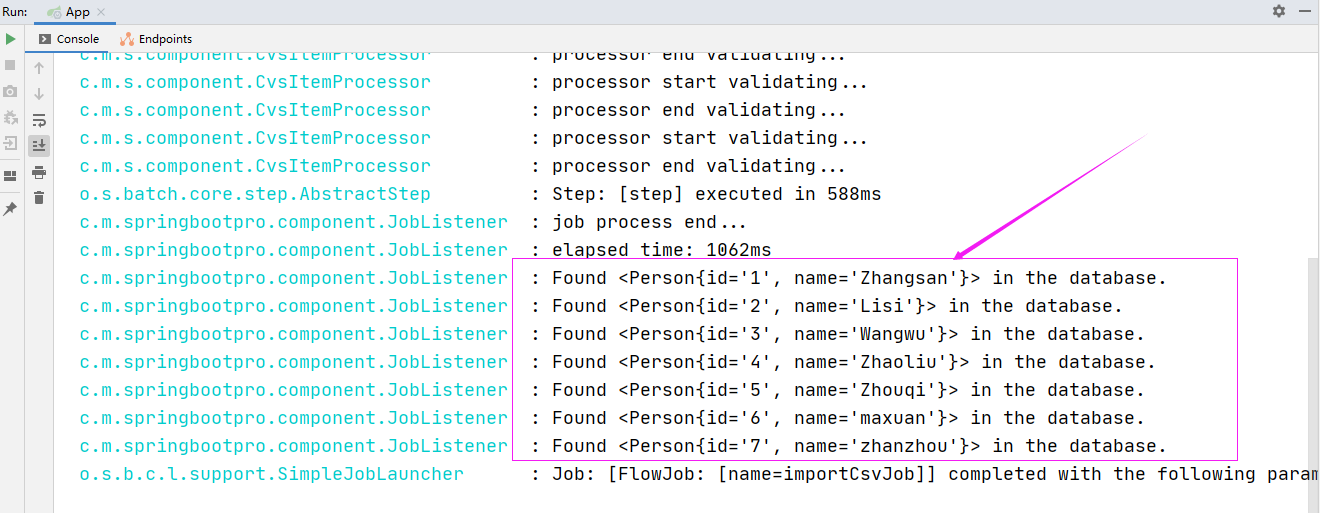 Run: App
Console Endpoints
c.m.s.component.CvsItemProcessor : processor end validating...
c.m.s.component.CvsItemProcessor : processor start validating...
c.m.s.component.CvsItemProcessor : processor end validating...
c.m.s.component.CvsItemProcessor : processor start validating...
c.m.s.component.CvsItemProcessor : processor end validating...
o.s.batch.core.step.AbstractStep : Step: [step] executed in 588ms
c.m.springbootpro.component.JobListener : job process end...
c.m.springbootpro.component.JobListener : elapsed time: 1062ms
c.m.springbootpro.component.JobListener : Found <Person{id='1', name='Zhangsan'}> in the database.
c.m.springbootpro.component.JobListener : Found <Person{id='2', name='Lisi'}> in the database.
c.m.springbootpro.component.JobListener : Found <Person{id='3', name='Wangwu'}> in the database.
c.m.springbootpro.component.JobListener : Found <Person{id='4', name='Zhaoliu'}> in the database.
c.m.springbootpro.component.JobListener : Found <Person{id='5', name='Zhouqi'}> in the database.
c.m.springbootpro.component.JobListener : Found <Person{id='6', name='maxuan'}> in the database.
c.m.springbootpro.component.JobListener : Found <Person{id='7', name='zhanzhou'}> in the database.
o.s.b.c.l.support.SimpleJobLauncher : Job: [FlowJob: [name=importCsvJob]] completed with the following param